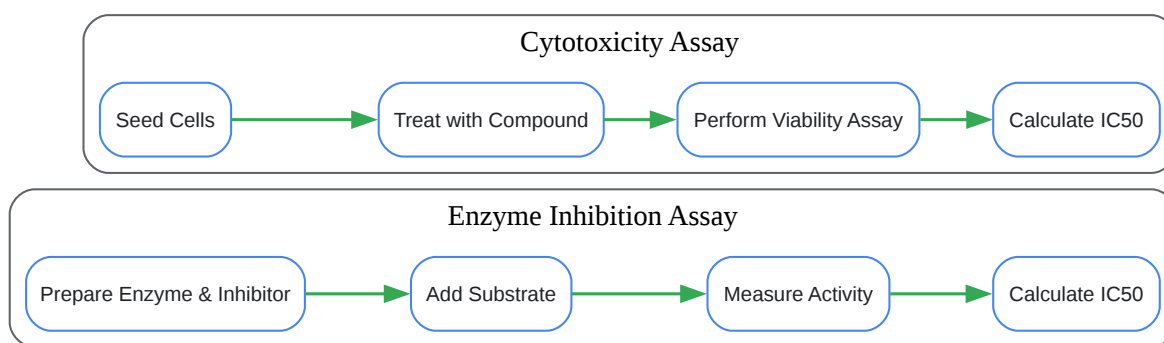 Cytotoxicity Assay
Seed Cells
Treat with Compound
Perform Viability Assay
Calculate IC50
Enzyme Inhibition Assay
Prepare Enzyme & Inhibitor
Add Substrate
Measure Activity
Calculate IC50